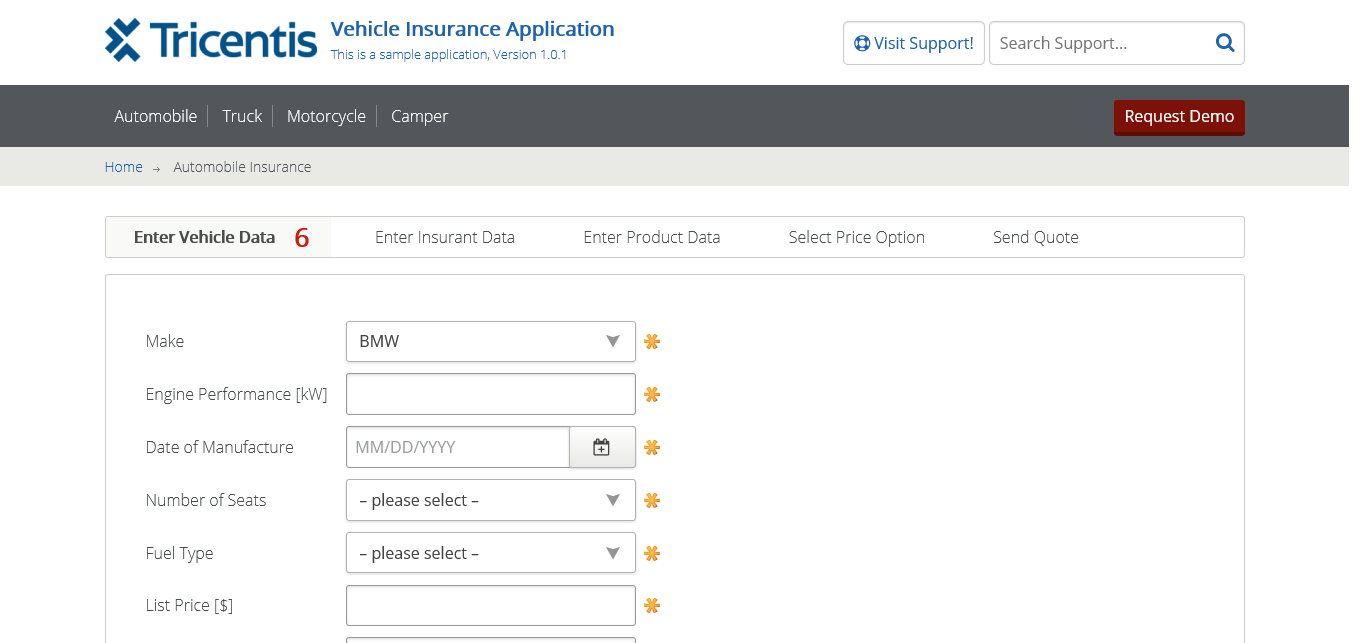 Tricentis
Vehicle Insurance Application
This is a sample application, Version 1.0.1
Visit Support!
Search Support...
Automobile
Truck
Motorcycle
Camper
Request Demo
Home → Automobile Insurance
Enter Vehicle Data 6
Enter Insurant Data
Enter Product Data
Select Price Option
Send Quote
Make
BMW
Engine Performance [kW]
Date of Manufacture
MM/DD/YYYY
Number of Seats
– please select –
Fuel Type
– please select –
List Price [$]